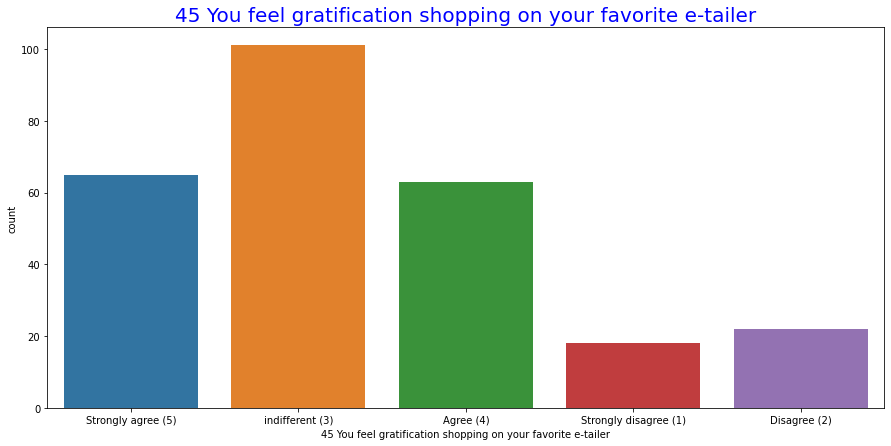 45 You feel gratification shopping on your favorite e-tailer
100
80
60
40
20
0
count
Strongly agree (5) indifferent (3) Agree (4) Strongly disagree (1) Disagree (2)
45 You feel gratification shopping on your favorite e-tailer